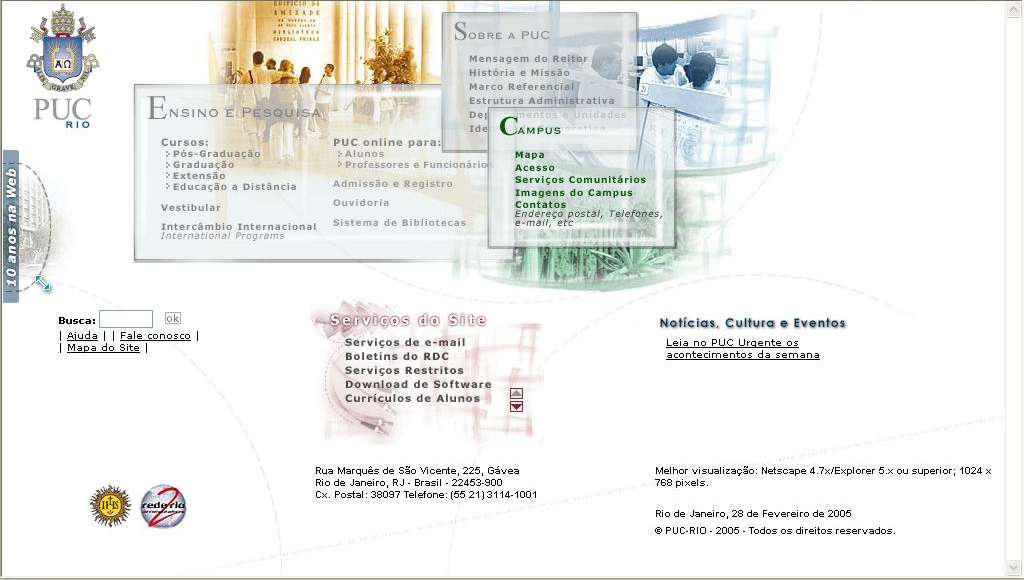 PUC
RIO
10 anos na Web
EDIFICIO DA
AMIZADE
SOBRE A PUC
Mensagem do Reitor
História e Missão
Marco Referencial
Estrutura Administrativa
ENSINO E PESQUISA
Cursos:
Pós-Graduação
Graduação
Extensão
Educação a Distância
Vestibular
Intercâmbio Internacional
International Programs
PUC online para:
Alunos
Professores e Funcionários
Admissão e Registro
Ouvidoria
Sistema de Bibliotecas
CAMPUS
Mapa
Acesso
Serviços Comunitários
Imagens do Campus
Contatos
Endereço postal, Telefones,
e-mail, etc
Busca: ok
| Ajuda | | Fale conosco |
| Mapa do Site |
Serviços do Site
Serviços de e-mail
Boletins do RDC
Serviços Restritos
Download de Software
Currículos de Alunos
Notícias, Cultura e Eventos
Leia no PUC Urgente os
acontecimentos da semana
IHS
rederio
2
Rua Marquês de São Vicente, 225, Gávea
Rio de Janeiro, RJ - Brasil - 22453-900
Cx. Postal: 38097 Telefone: (55 21) 3114-1001
Melhor visualização: Netscape 4.7x/Explorer 5.x ou superior; 1024 x
768 pixels.
Rio de Janeiro, 28 de Fevereiro de 2005
© PUC-RIO - 2005 - Todos os direitos reservados.